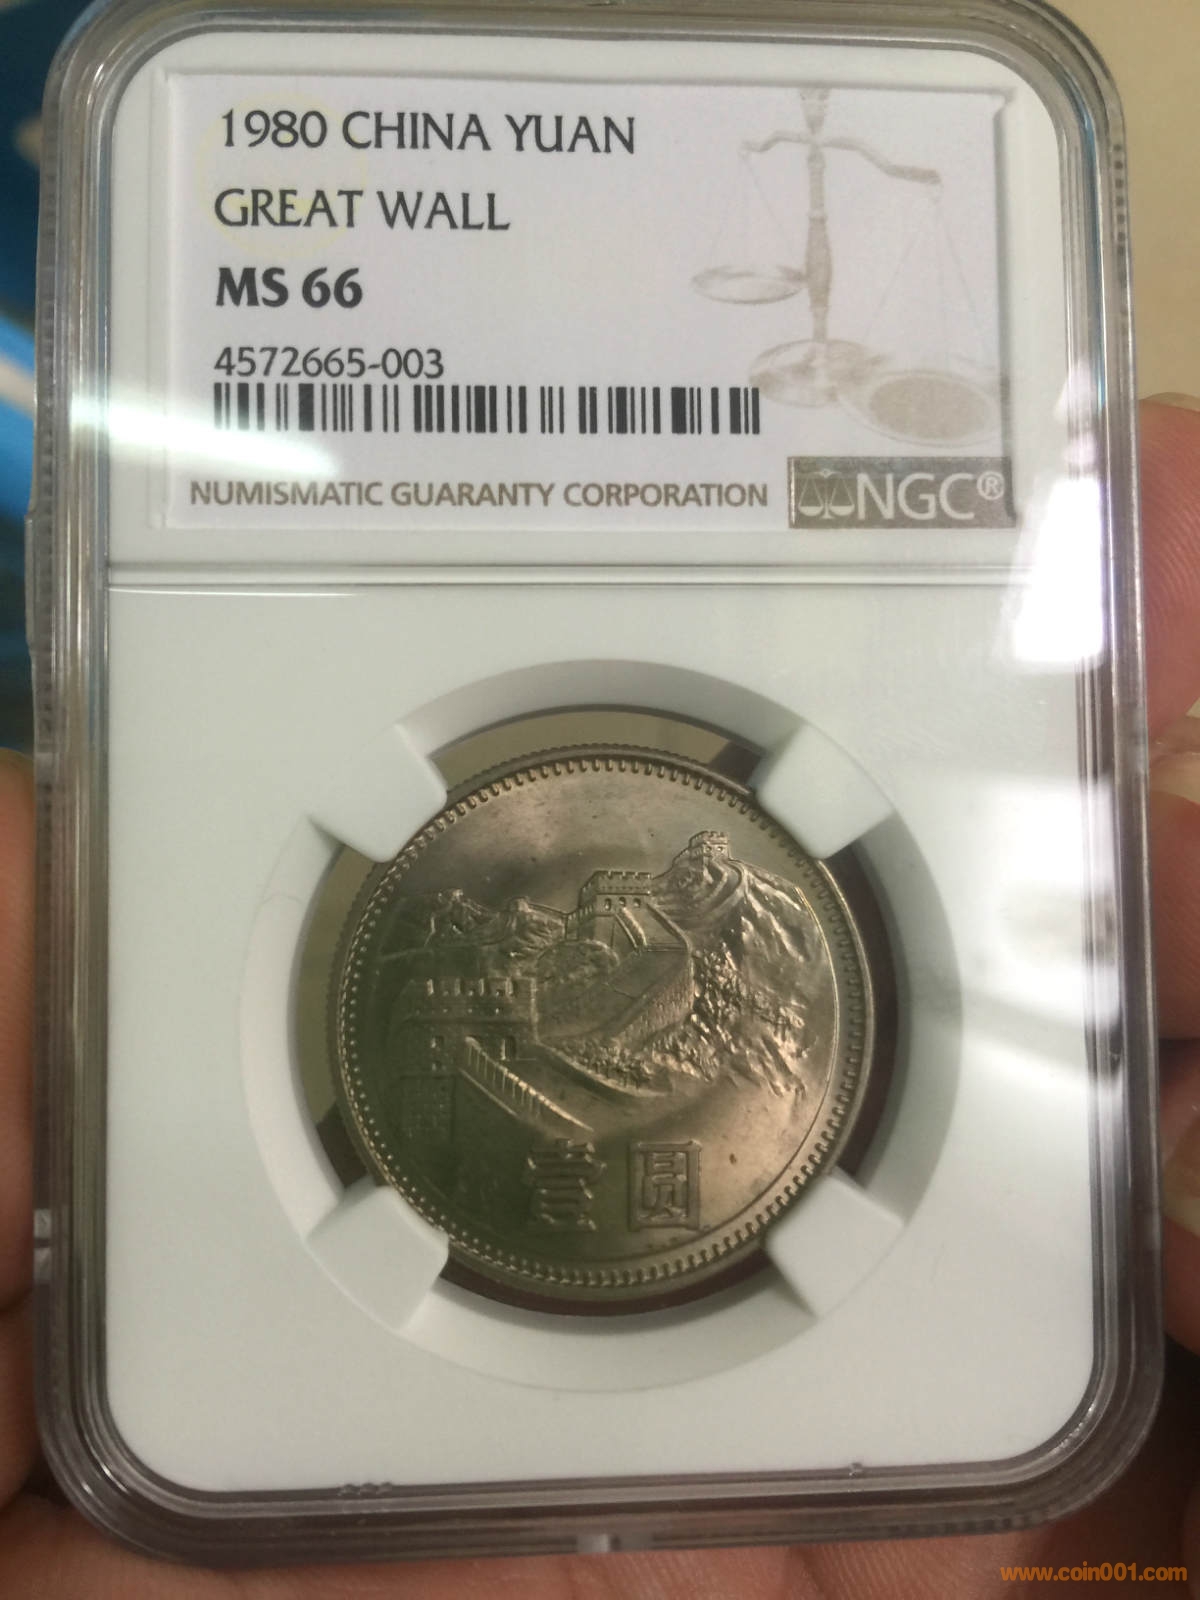 1980 CHINA YUAN
GREAT WALL
MS 66
4572665-003
NUMISMATIC GUARANTY CORPORATION
NGC®
壹圆
www.coin001.com